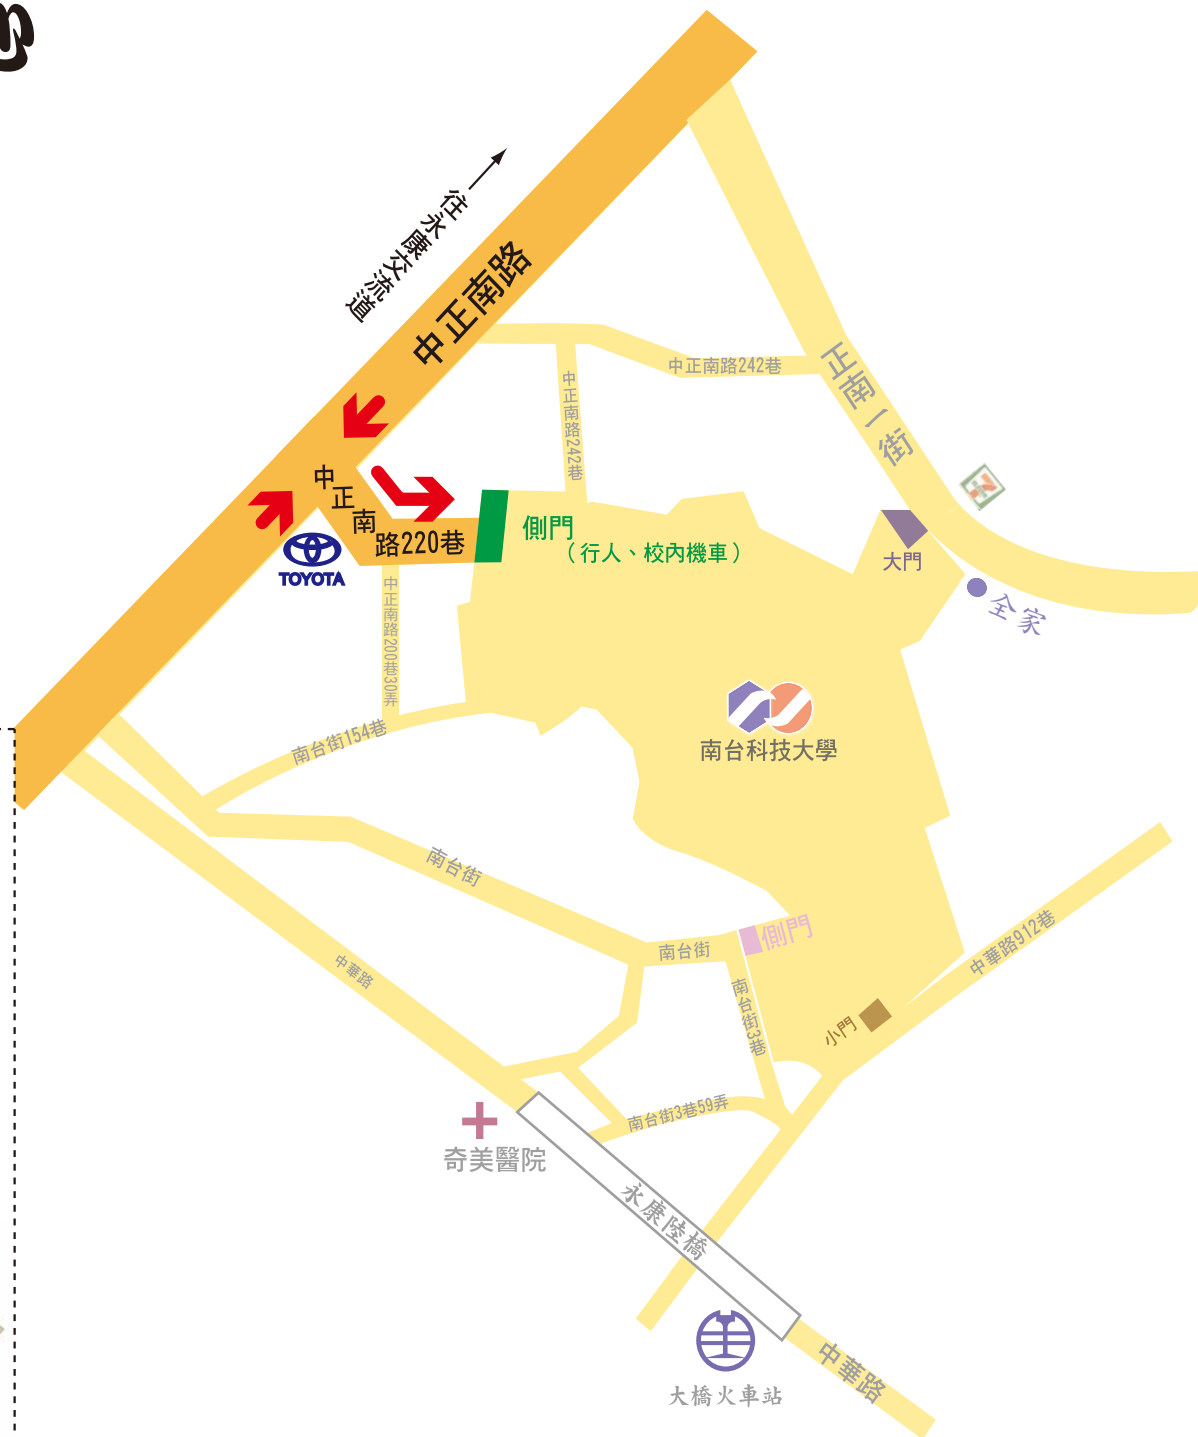 往永康交流道
中正南路
中正南路242巷
中正南路242巷
正南一街
7
中正南路220巷
TOYOTA
側門
（行人、校內機車）
大門
全家
中正南路200巷30弄
南台科技大學
南台街154巷
南台街
南台街
側門
中華路912巷
中華路
南台街3巷
小門
南台街3巷59弄
奇美醫院
永康陸橋
大橋火車站
中華路